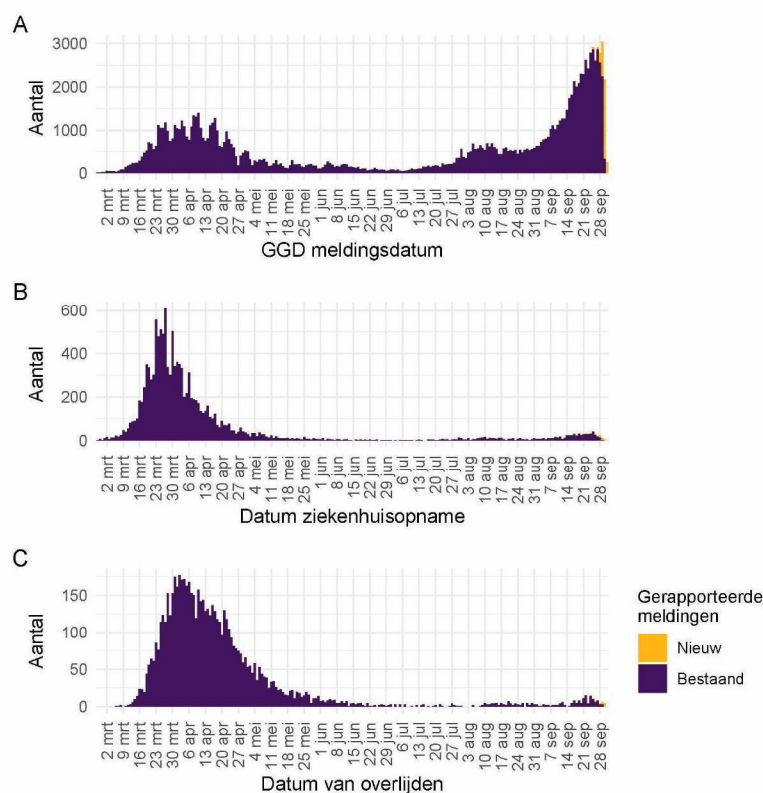 A
3000
2000
1000
0
Aantal
2 mrt
9 mrt
16 mrt
23 mrt
30 mrt
6 apr
13 apr
20 apr
27 apr
4 mei
11 mei
18 mei
25 mei
1 jun
8 jun
15 jun
22 jun
29 jun
6 jul
13 jul
20 jul
27 jul
3 aug
10 aug
17 aug
24 aug
31 aug
7 sep
14 sep
21 sep
28 sep
GGD meldingsdatum
B
600
400
200
0
Aantal
2 mrt
9 mrt
16 mrt
23 mrt
30 mrt
6 apr
13 apr
20 apr
27 apr
4 mei
11 mei
18 mei
25 mei
1 jun
8 jun
15 jun
22 jun
29 jun
6 jul
13 jul
20 jul
27 jul
3 aug
10 aug
17 aug
24 aug
31 aug
7 sep
14 sep
21 sep
28 sep
Datum ziekenhuisopname
C
150
100
50
0
Aantal
2 mrt
9 mrt
16 mrt
23 mrt
30 mrt
6 apr
13 apr
20 apr
27 apr
4 mei
11 mei
18 mei
25 mei
1 jun
8 jun
15 jun
22 jun
29 jun
6 jul
13 jul
20 jul
27 jul
3 aug
10 aug
17 aug
24 aug
31 aug
7 sep
14 sep
21 sep
28 sep
Datum van overlijden
Gerapporteerde
meldingen
Nieuw
Bestaand